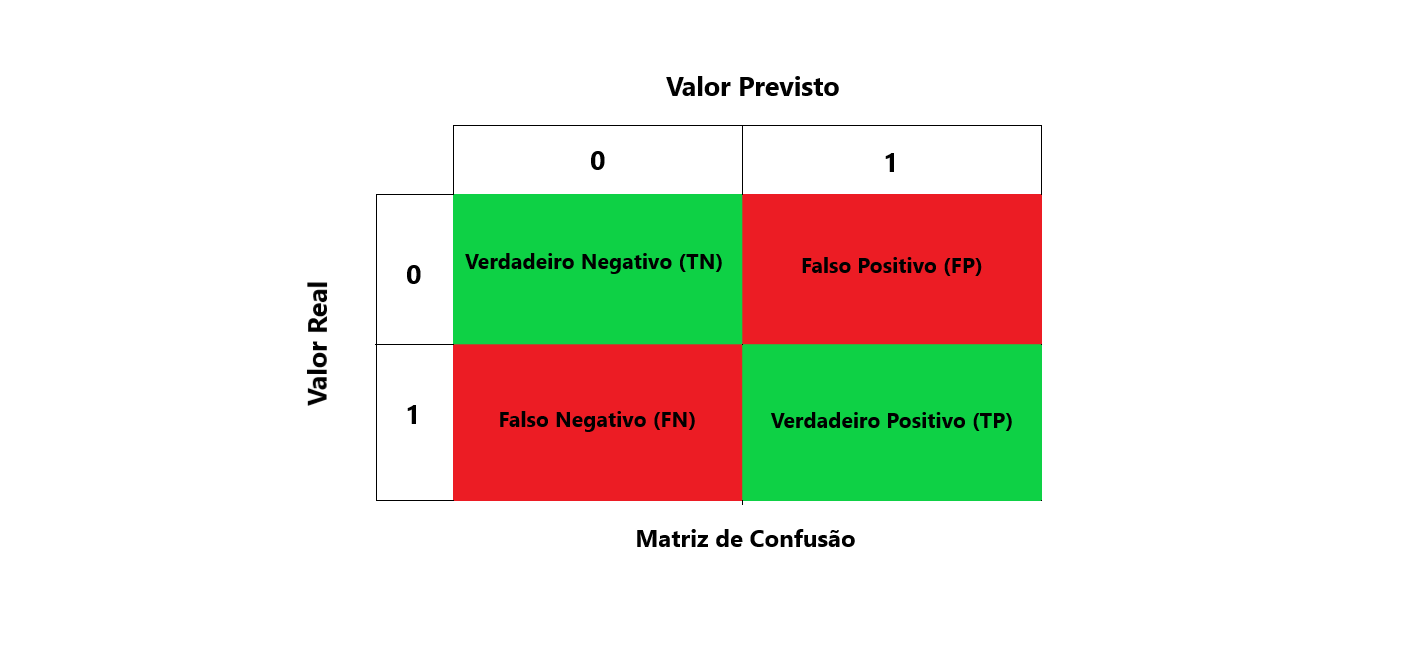 Valor Previsto
0
1
Valor Real
0
Verdadeiro Negativo (TN)
Falso Positivo (FP)
1
Falso Negativo (FN)
Verdadeiro Positivo (TP)
Matriz de Confusão